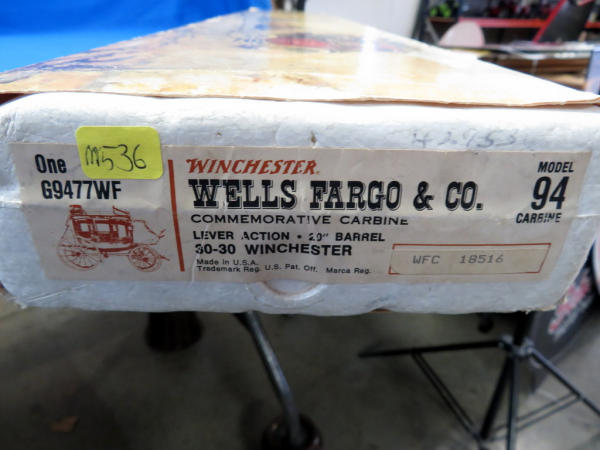 One
G9477WF
m536
WINCHESTER.
WELLS FARGO & CO.
COMMEMORATIVE CARBINE
LEVER ACTION • 20" BARREL
30-30 WINCHESTER
Made in U.S.A.
Trademark Reg. U.S. Pat. Off. Marca Reg.
MODEL
94
CARBINE
WFC 18516